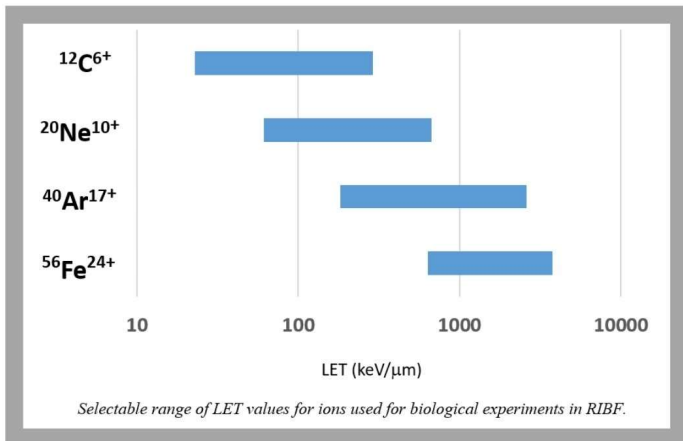 ¹²C⁶⁺
²⁰Ne¹⁰⁺
⁴⁰Ar¹⁷⁺
⁵⁶Fe²⁴⁺
10 100 1000 10000
LET (keV/μm)
Selectable range of LET values for ions used for biological experiments in RIBF.